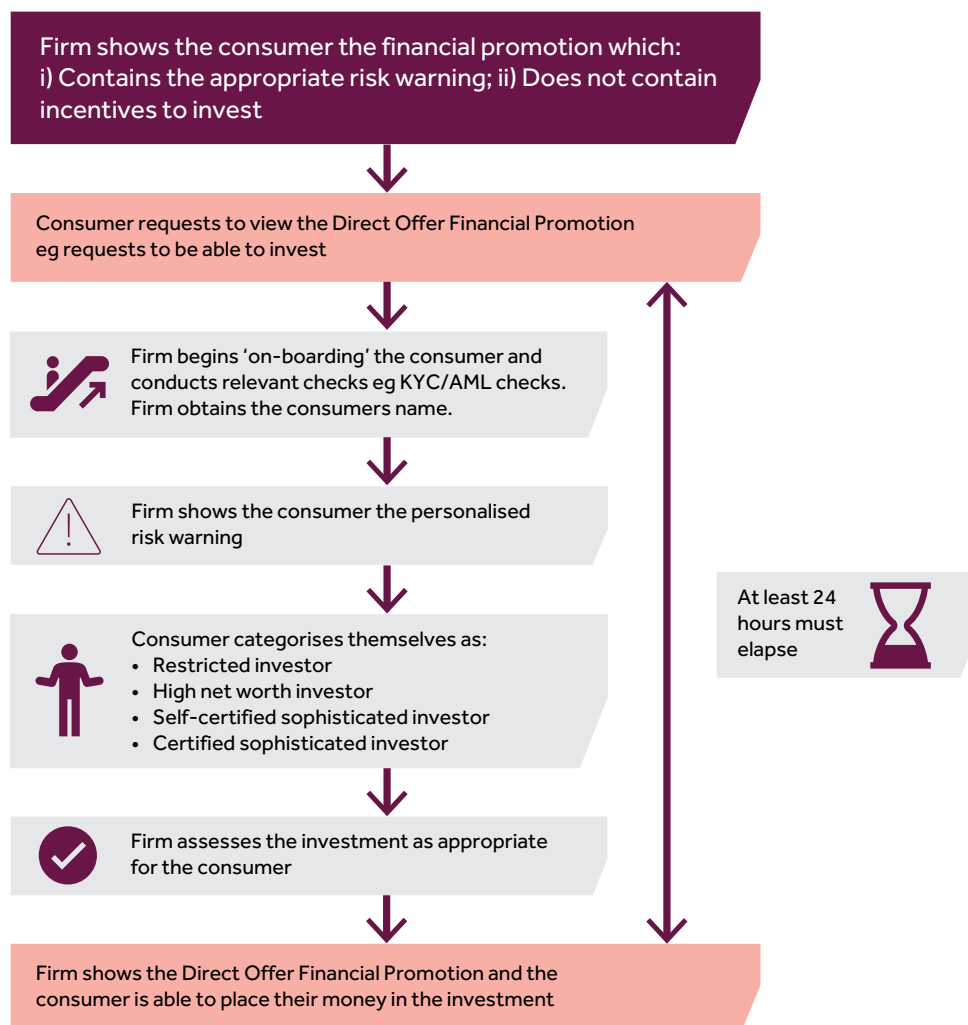 Firm shows the consumer the financial promotion which:
i) Contains the appropriate risk warning; ii) Does not contain
incentives to invest
Consumer requests to view the Direct Offer Financial Promotion
eg requests to be able to invest
Firm begins ‘on-boarding’ the consumer and
conducts relevant checks eg KYC/AML checks.
Firm obtains the consumers name.
Firm shows the consumer the personalised
risk warning
Consumer categorises themselves as:
• Restricted investor
• High net worth investor
• Self-certified sophisticated investor
• Certified sophisticated investor
At least 24
hours must
elapse
Firm assesses the investment as appropriate
for the consumer
Firm shows the Direct Offer Financial Promotion and the
consumer is able to place their money in the investment